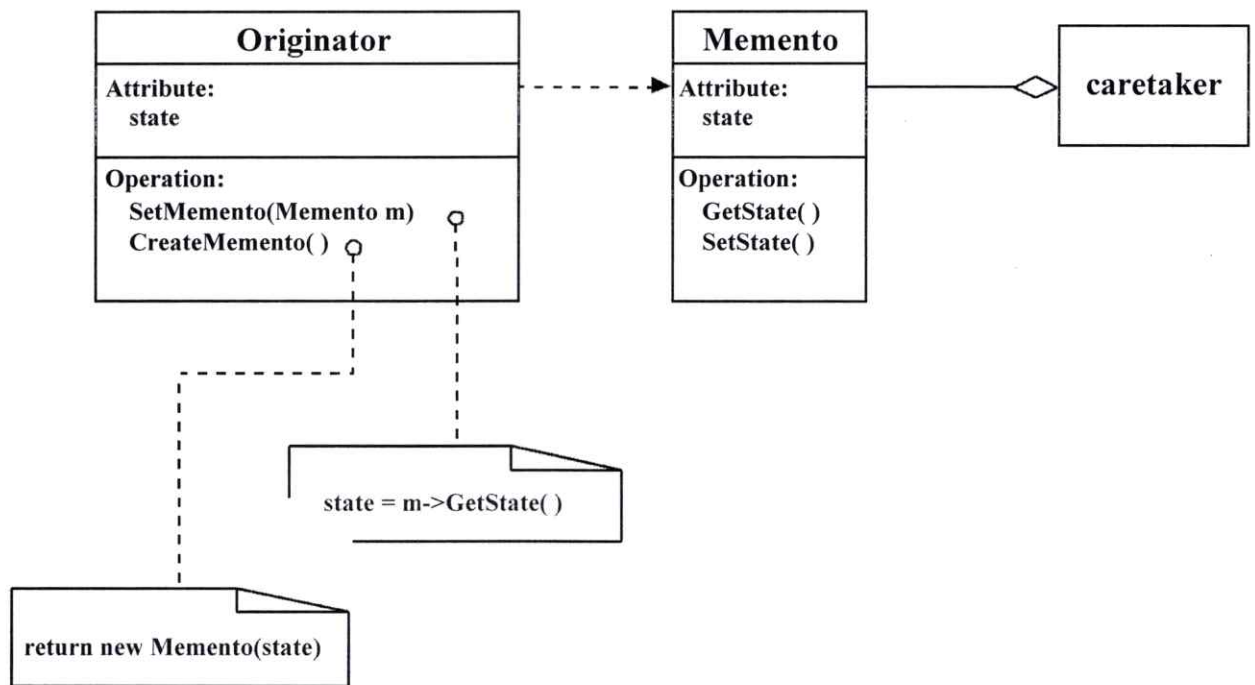 Originator
Attribute:
state
Operation:
SetMemento(Memento m)
CreateMemento( )
Memento
Attribute:
state
Operation:
GetState( )
SetState( )
caretaker
state = m->GetState( )
return new Memento(state)